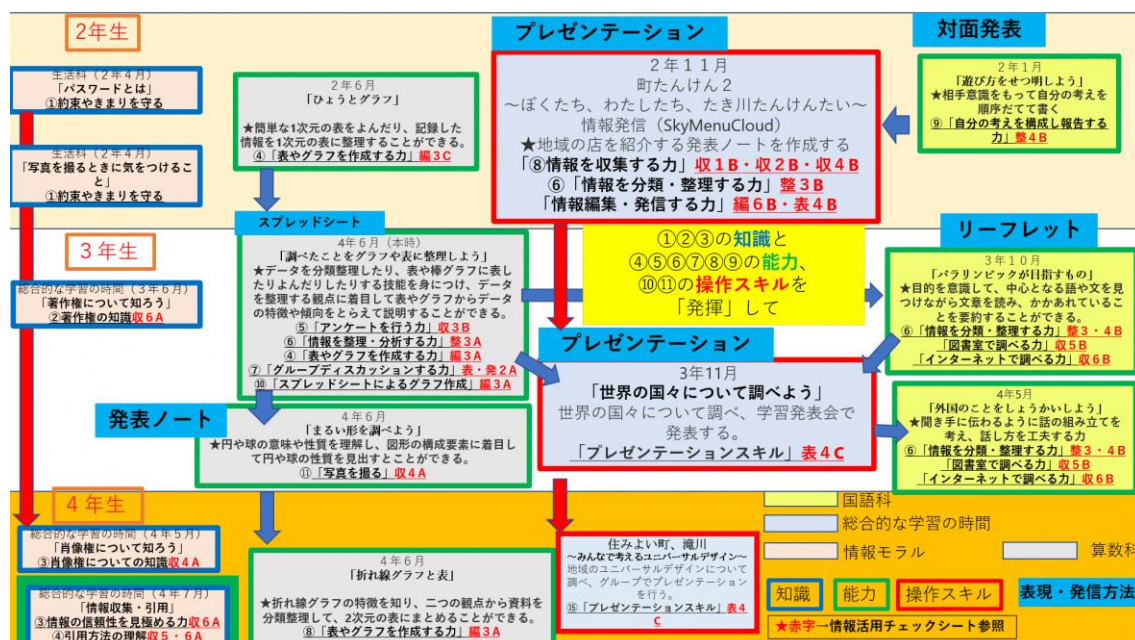 2年生
プレゼンテーション
対面発表
生活科（2年4月）
「パスワードとは」
①約束やきまりを守る
生活科（2年4月）
「写真を撮るときに気をつけるこ
と」
①約束やきまりを守る
2年6月
「ひょうとグラフ」
★簡単な1次元の表をよんだり、記録した
情報を1次元の表に整理することができる。
④「表やグラフを作成する力」編3C
2年11月
町たんけん2
～ぼくたち、わたしたち、たき川たんけんたい～
情報発信（SkyMenuCloud）
★地域の店を紹介する発表ノートを作成する
「⑧情報を収集する力」収1B・収2B・収4B
⑥「情報を分類・整理する力」整3B
「情報編集・発信する力」編6B・表4B
2年1月
「遊び方をせつ明しよう」
★相手意識をもって自分の考えを
順序だてて書く
⑨「自分の考えを構成し報告する
力」整4B
3年生
総合的な学習の時間（3年6月）
「著作権について知ろう」
②著作権の知識収6A
スプレッドシート
4年6月（本時）
「調べたことをグラフや表に整理しよう」
★データを分類整理したり、表や棒グラフに表し
たりよんだりしたりする技能を身につけ、データ
を整理する観点に着目して表やグラフからデータ
の特徴や傾向をとらえて説明することができる。
⑤「アンケートを行う力」収3B
⑥「情報を整理・分析する力」整3A
④「表やグラフを作成する力」編3A
⑦「グループディスカッションする力」表・発2A
⑩「スプレッドシートによるグラフ作成」編3A
①②③の知識と
④⑤⑥⑦⑧⑨の能力、
⑩⑪の操作スキルを
「発揮」して
リーフレット
3年10月
「パラリンピックが目指すもの」
★目的を意識して、中心となる語や文を見
つけながら文章を読み、かかあれているこ
とを要約することができる。
⑥「情報を分類・整理する力」整3・4B
「図書室で調べる力」収5B
「インターネットで調べる力」収6B
プレゼンテーション
3年11月
「世界の国々について調べよう」
世界の国々について調べ、学習発表会で
発表する。
「プレゼンテーションスキル」表4C
4年5月
「外国のことをしょうかいしよう」
★聞き手に伝わるように話の組み立てを
考え、話し方を工夫する力
⑥「情報を分類・整理する力」整3・4B
「図書室で調べる力」収5B
「インターネットで調べる力」収6B
発表ノート
4年6月
「まるい形を調べよう」
★円や球の意味や性質を理解し、図形の構成要素に着目し
て円や球の性質を見出すとことができる。
⑪「写真を撮る」収4A
4年生
総合的な学習の時間（4年5月）
「肖像権について知ろう」
③肖像権についての知識収4A
総合的な学習の時間（4年7月）
「情報収集・引用」
③情報の信頼性を見極める力収6A
④引用方法の理解収5・6A
4年6月
「折れ線グラフと表」
★折れ線グラフの特徴を知り、二つの観点から資料を
分類整理して、2次元の表にまとめることができる。
⑧「表やグラフを作成する力」編3A
住みよい町、滝川
～みんなで考えるユニバーサルデザイン～
地域のユニバーサルデザインについて
調べ、グループでプレゼンテーション
を行う。
⑮「プレゼンテーションスキル」表4
C
国語科
総合的な学習の時間
情報モラル
算数科
知識
能力
操作スキル
表現・発信方法
★赤字→情報活用チェックシート参照